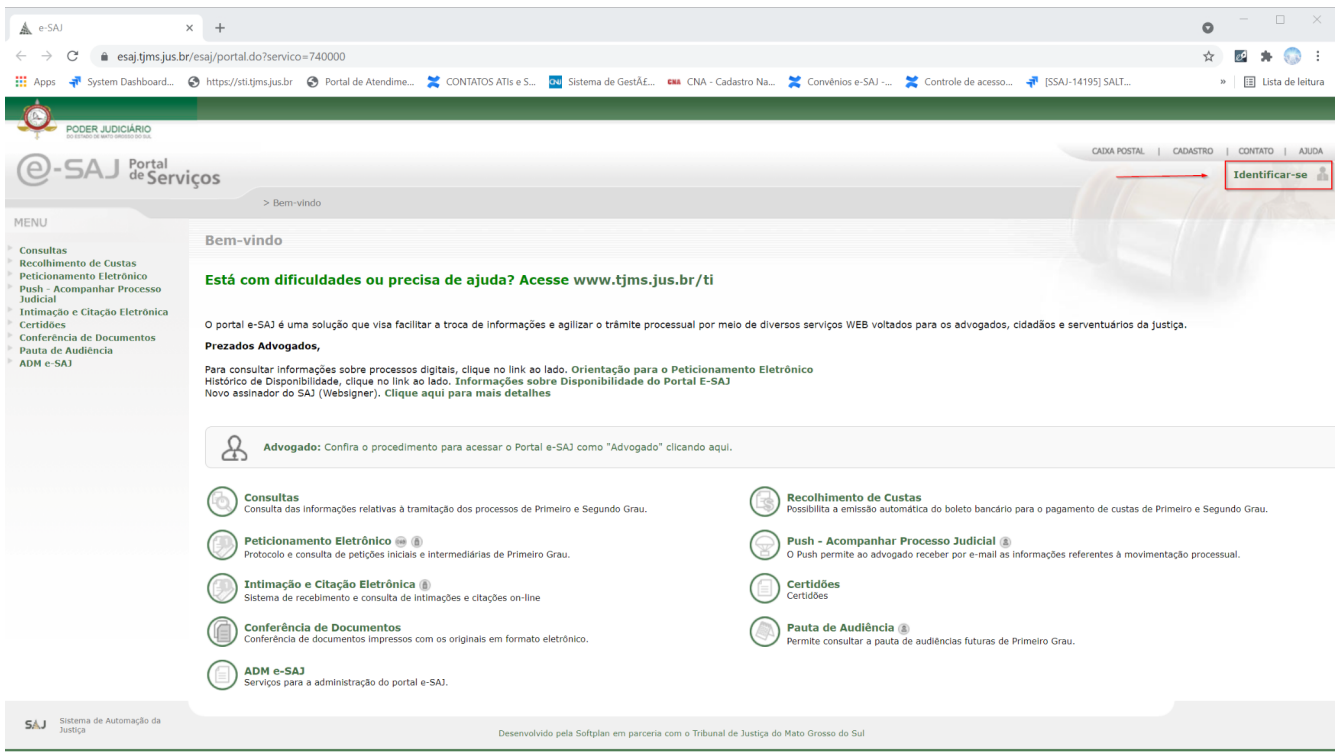 e-SAJ
esaj.tjms.jus.br/esaj/portal.do?servico=740000
Apps
System Dashboard...
https://sti.tjms.jus.br
Portal de Atendime...
CONTATOS ATIs e S...
Sistema de GestÃ£...
CNA - Cadastro Na...
Convênios e-SAJ -...
Controle de acesso...
[SSAJ-14195] SALT...
»
Lista de leitura
PODER JUDICIÁRIO
DO ESTADO DE MATO GROSSO DO SUL
e-SAJ Portal de Serviços
CAIXA POSTAL | CADASTRO | CONTATO | AJUDA
Identificar-se
> Bem-vindo
MENU
Consultas
Recolhimento de Custas
Peticionamento Eletrônico
Push - Acompanhar Processo
Judicial
Intimação e Citação Eletrônica
Certidões
Conferência de Documentos
Pauta de Audiência
ADM e-SAJ
Bem-vindo
Está com dificuldades ou precisa de ajuda? Acesse www.tjms.jus.br/ti
O portal e-SAJ é uma solução que visa facilitar a troca de informações e agilizar o trâmite processual por meio de diversos serviços WEB voltados para os advogados, cidadãos e serventuários da justiça.
Prezados Advogados,
Para consultar informações sobre processos digitais, clique no link ao lado. Orientação para o Peticionamento Eletrônico
Histórico de Disponibilidade, clique no link ao lado. Informações sobre Disponibilidade do Portal E-SAJ
Novo assinador do SAJ (Websigner). Clique aqui para mais detalhes
Advogado: Confira o procedimento para acessar o Portal e-SAJ como "Advogado" clicando aqui.
Consultas
Consulta das informações relativas à tramitação dos processos de Primeiro e Segundo Grau.
Recolhimento de Custas
Possibilita a emissão automática do boleto bancário para o pagamento de custas de Primeiro e Segundo Grau.
Peticionamento Eletrônico
Protocolo e consulta de petições iniciais e intermediárias de Primeiro Grau.
Push - Acompanhar Processo Judicial
O Push permite ao advogado receber por e-mail as informações referentes à movimentação processual.
Intimação e Citação Eletrônica
Sistema de recebimento e consulta de intimações e citações on-line
Certidões
Certidões
Conferência de Documentos
Conferência de documentos impressos com os originais em formato eletrônico.
Pauta de Audiência
Permite consultar a pauta de audiências futuras de Primeiro Grau.
ADM e-SAJ
Serviços para a administração do portal e-SAJ.
SAJ
Sistema de Automação da
Justiça
Desenvolvido pela Softplan em parceria com o Tribunal de Justiça do Mato Grosso do Sul